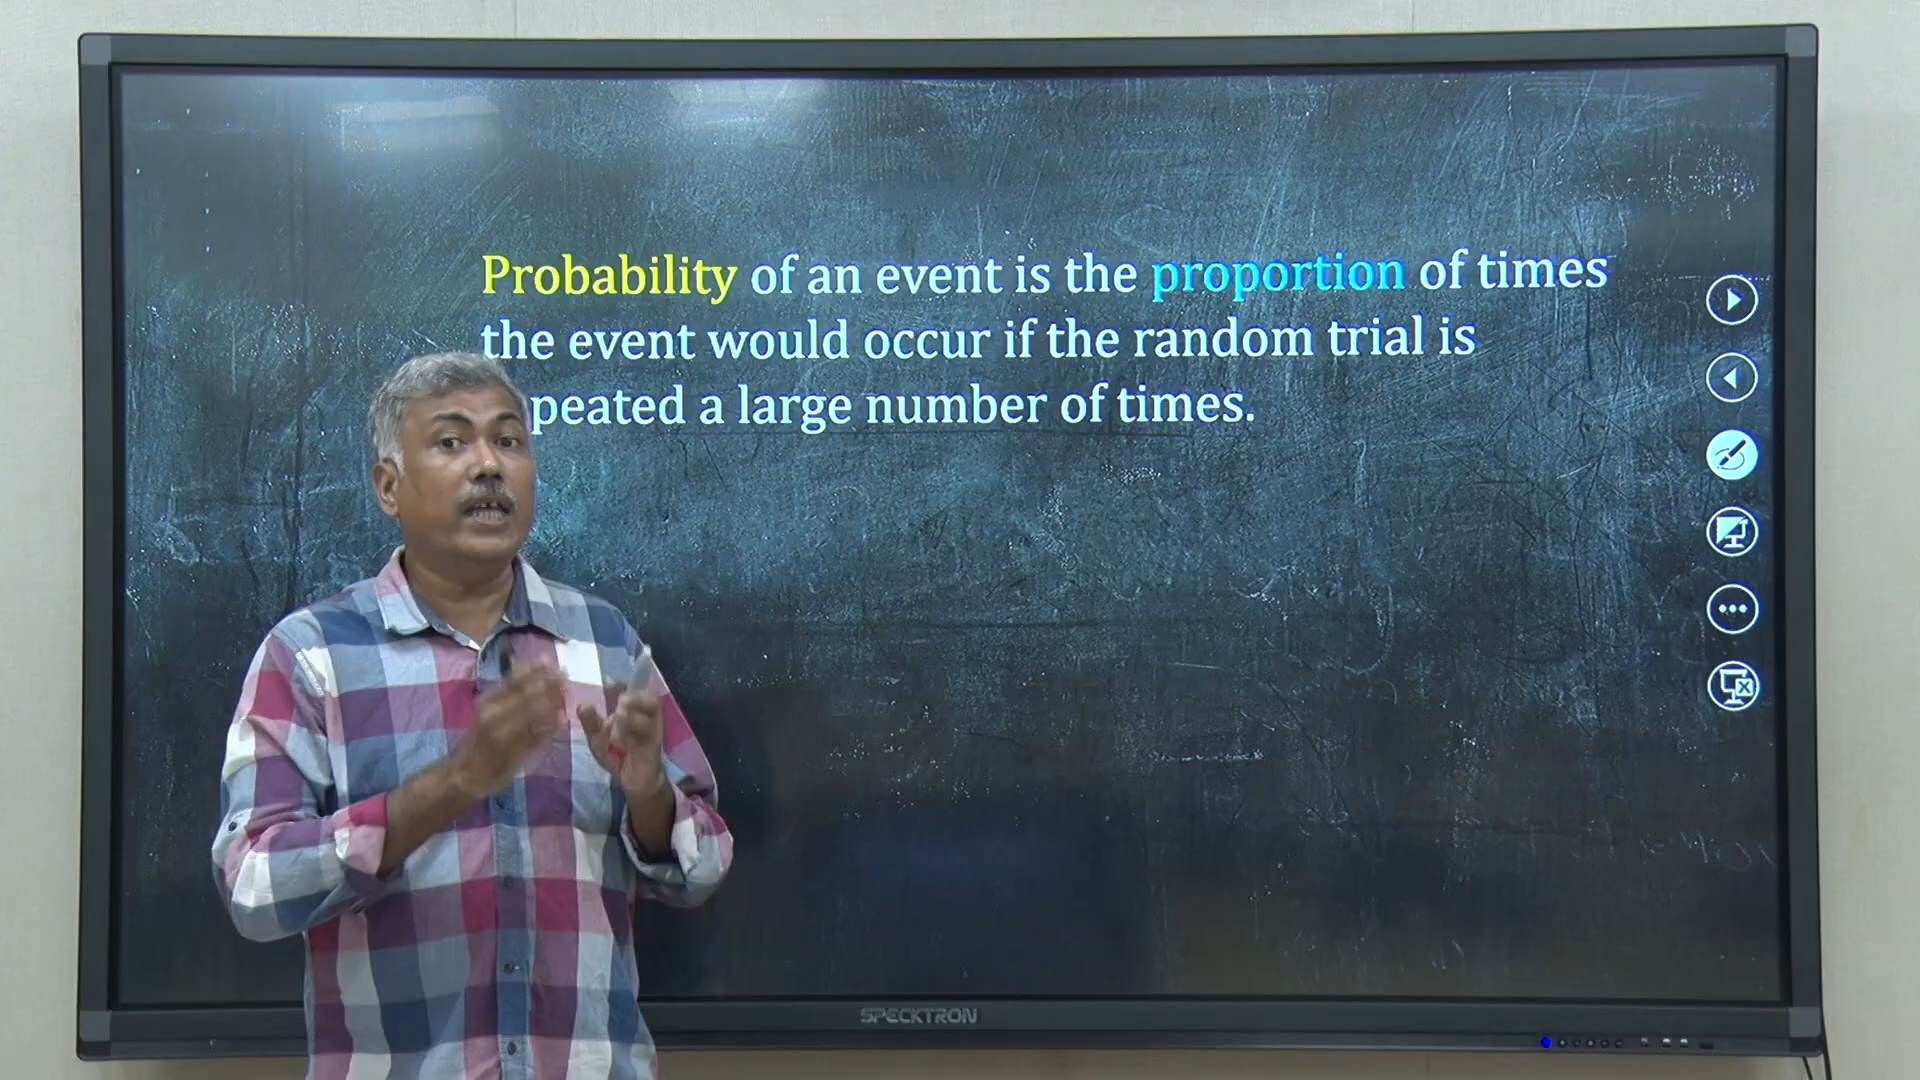 Probability of an event is the proportion of times
the event would occur if the random trial is
peated a large number of times.
SPECKTRON